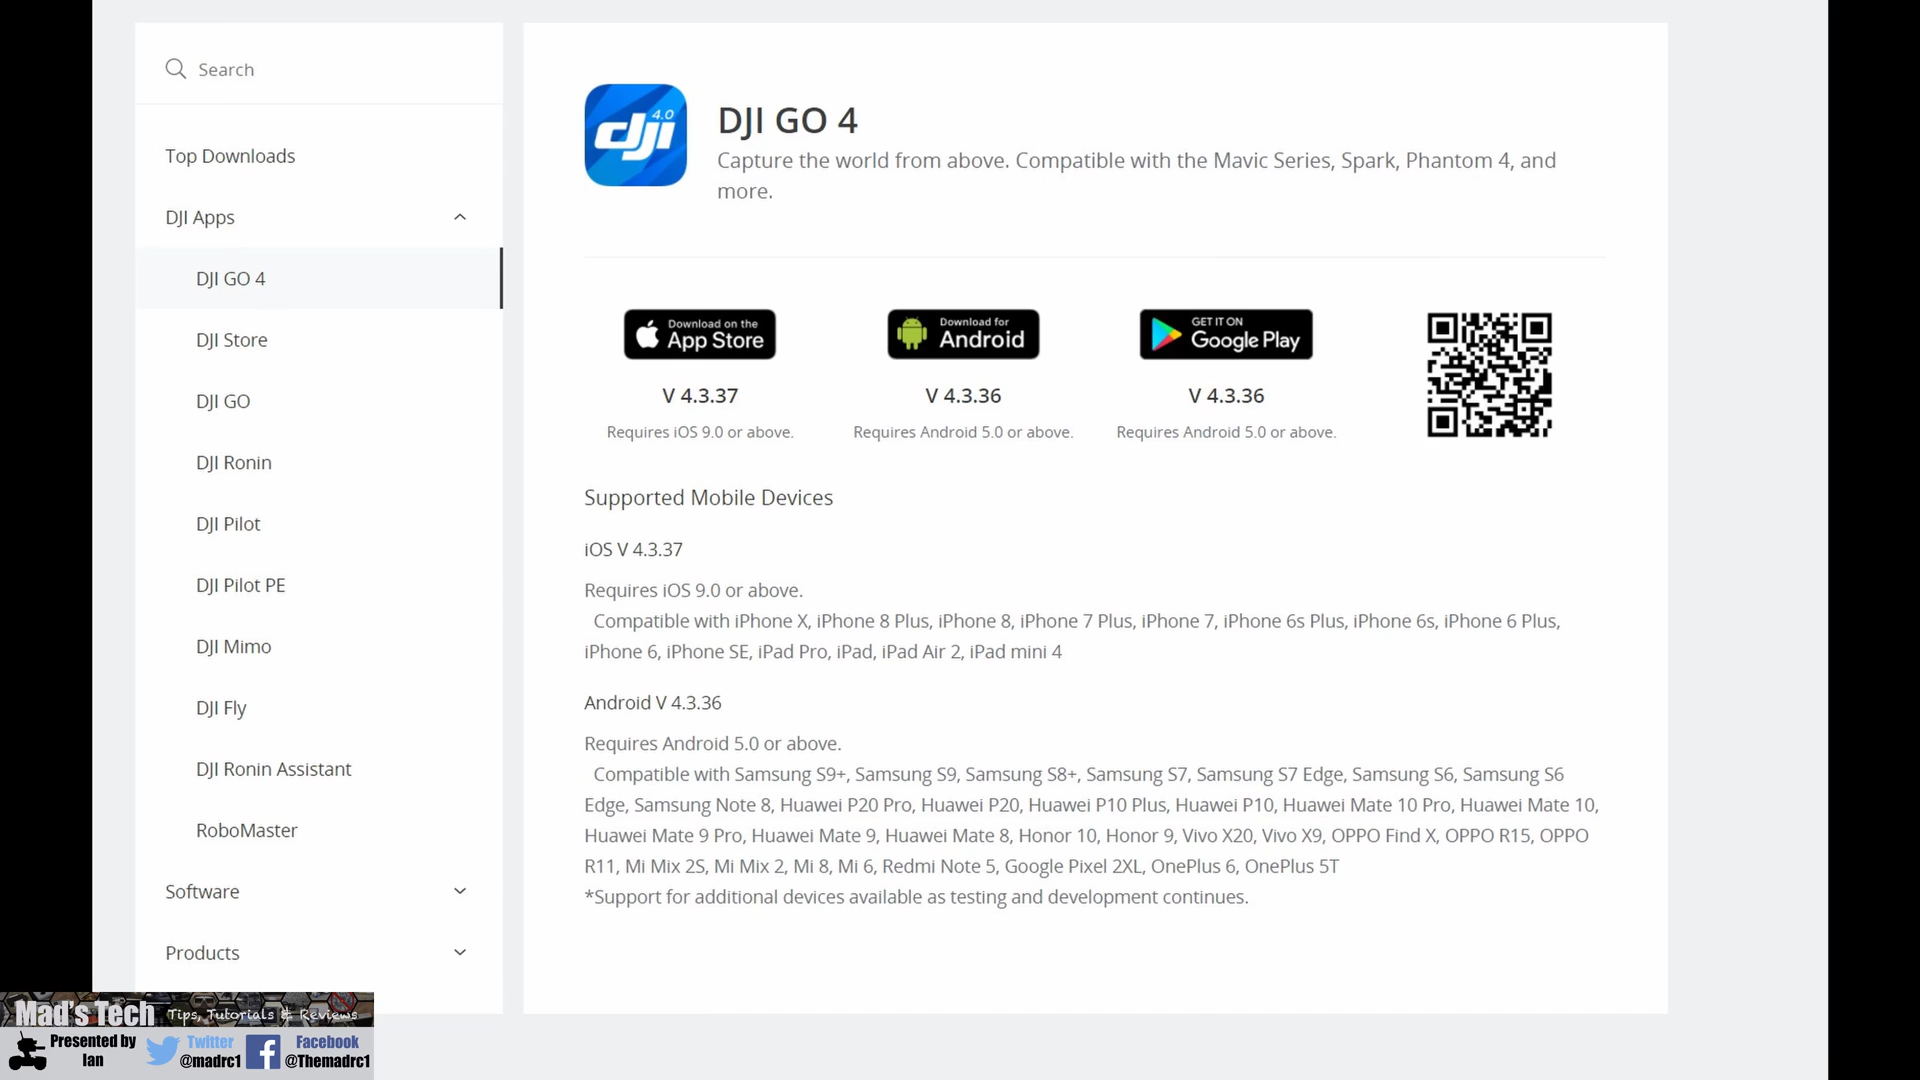 Search
Top Downloads
DJI Apps
DJI GO 4
DJI Store
DJI GO
DJI Ronin
DJI Pilot
DJI Pilot PE
DJI Mimo
DJI Fly
DJI Ronin Assistant
RoboMaster
Software
Products
dji 4.0
DJI GO 4
Capture the world from above. Compatible with the Mavic Series, Spark, Phantom 4, and
more.
Download on the
App Store
V 4.3.37
Requires iOS 9.0 or above.
Download for
Android
V 4.3.36
Requires Android 5.0 or above.
GET IT ON
Google Play
V 4.3.36
Requires Android 5.0 or above.
Supported Mobile Devices
iOS V 4.3.37
Requires iOS 9.0 or above.
Compatible with iPhone X, iPhone 8 Plus, iPhone 8, iPhone 7 Plus, iPhone 7, iPhone 6s Plus, iPhone 6s, iPhone 6 Plus,
iPhone 6, iPhone SE, iPad Pro, iPad, iPad Air 2, iPad mini 4
Android V 4.3.36
Requires Android 5.0 or above.
Compatible with Samsung S9+, Samsung S9, Samsung S8+, Samsung S7, Samsung S7 Edge, Samsung S6, Samsung S6
Edge, Samsung Note 8, Huawei P20 Pro, Huawei P20, Huawei P10 Plus, Huawei P10, Huawei Mate 10 Pro, Huawei Mate 10,
Huawei Mate 9 Pro, Huawei Mate 9, Huawei Mate 8, Honor 10, Honor 9, Vivo X20, Vivo X9, OPPO Find X, OPPO R15, OPPO
R11, Mi Mix 2S, Mi Mix 2, Mi 8, Mi 6, Redmi Note 5, Google Pixel 2XL, OnePlus 6, OnePlus 5T
*Support for additional devices available as testing and development continues.
Mad's Tech Tips, Tutorials & Reviews
Presented by
Ian
Twitter
@madrc1
Facebook
@Themadrc1